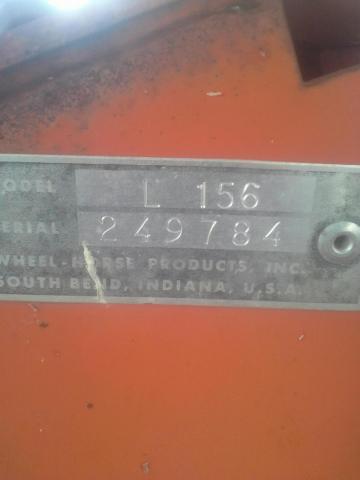 ODEL L 156
ERIAL 249784
WHEEL-HORSE PRODUCTS, INC.
SOUTH BEND, INDIANA, U.S.A.